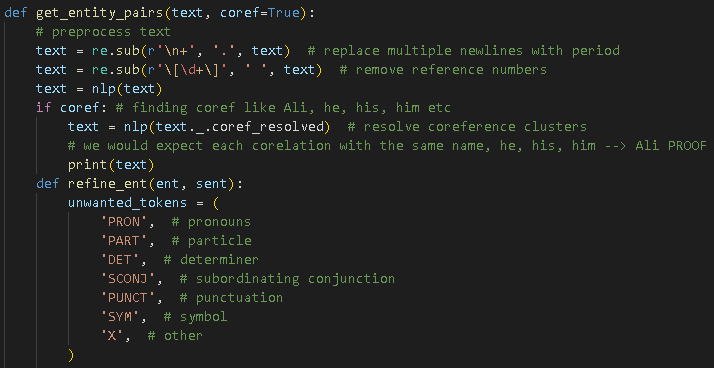 def get_entity_pairs(text, coref=True):
    # preprocess text
    text = re.sub(r'\n+', '.', text)  # replace multiple newlines with period
    text = re.sub(r'\[\d+\]', ' ', text)  # remove reference numbers
    text = nlp(text)
    if coref: # finding coref like Ali, he, his, him etc
        text = nlp(text._.coref_resolved)  # resolve coreference clusters
        # we would expect each corelation with the same name, he, his, him --> Ali PROOF
        print(text)
    def refine_ent(ent, sent):
        unwanted_tokens = (
            'PRON',  # pronouns
            'PART',  # particle
            'DET',  # determiner
            'SCONJ',  # subordinating conjunction
            'PUNCT',  # punctuation
            'SYM',  # symbol
            'X',  # other
        )